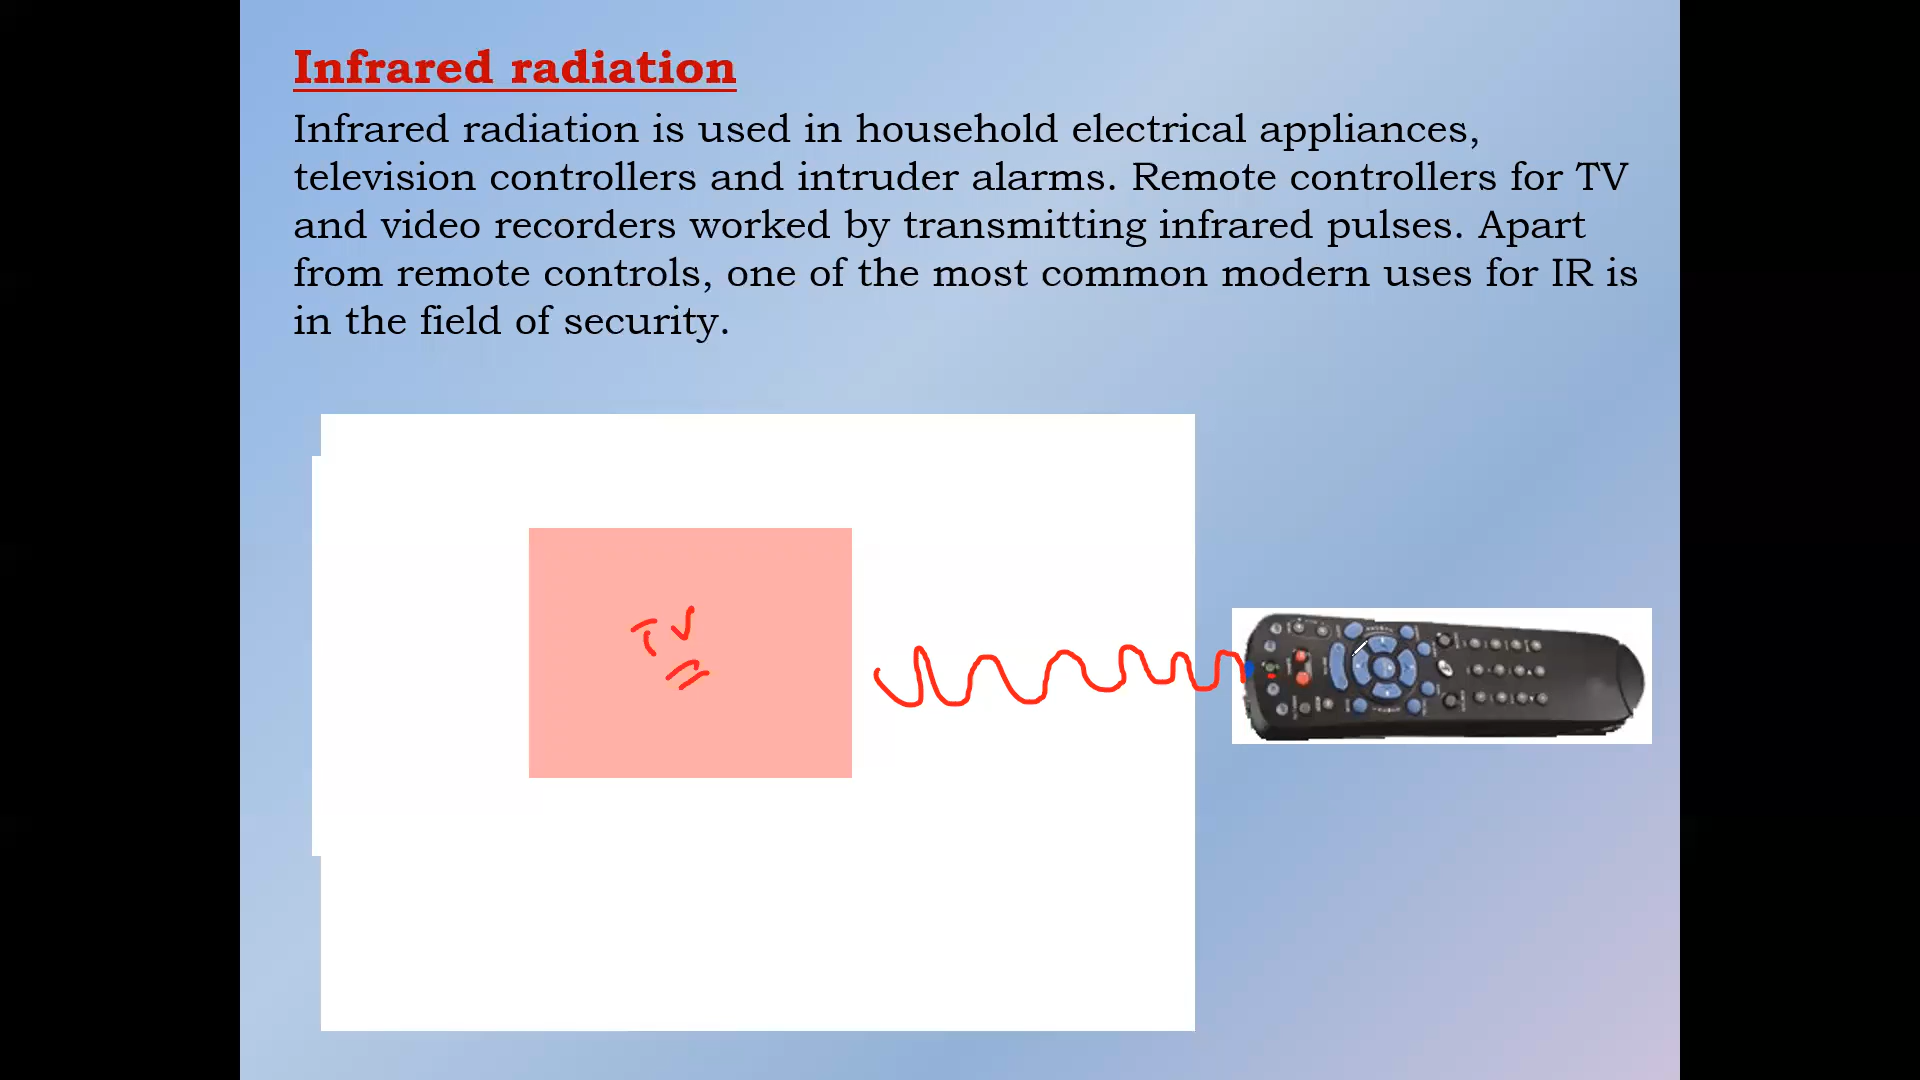 Infrared radiation
Infrared radiation is used in household electrical appliances,
television controllers and intruder alarms. Remote controllers for TV
and video recorders worked by transmitting infrared pulses. Apart
from remote controls, one of the most common modern uses for IR is
in the field of security.
TV